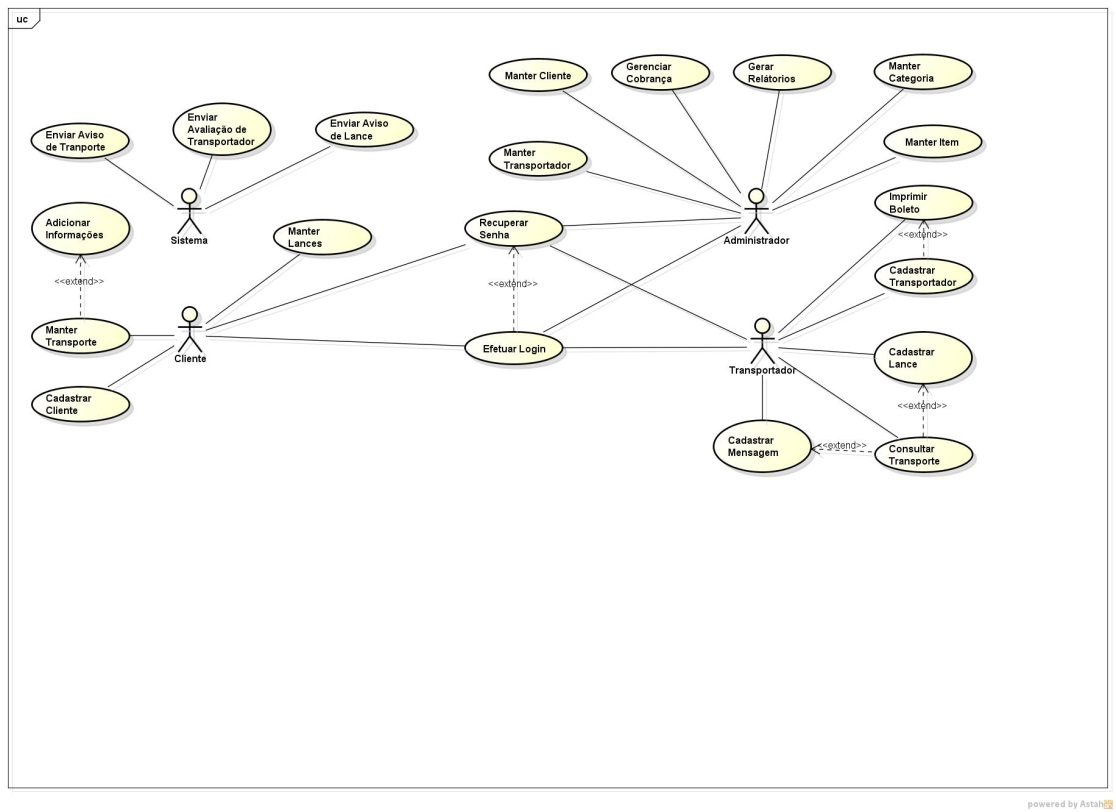 uc
Manter Cliente
Gerenciar
Cobrança
Gerar
Relátorios
Manter
Categoria
Enviar Aviso
de Tranporte
Enviar
Avaliação de
Transportador
Enviar Aviso
de Lance
Manter
Transportador
Manter Item
Adicionar
Informações
Sistema
Manter
Lances
Recuperar
Senha
Administrador
Imprimir
Boleto
<<extend>>
<<extend>>
<<extend>>
Cadastrar
Transportador
Manter
Transporte
Cliente
Efetuar Login
Transportador
Cadastrar
Lance
Cadastrar
Cliente
<<extend>>
Cadastrar
Mensagem
<<extend>>
Consultar
Transporte
powered by Astah